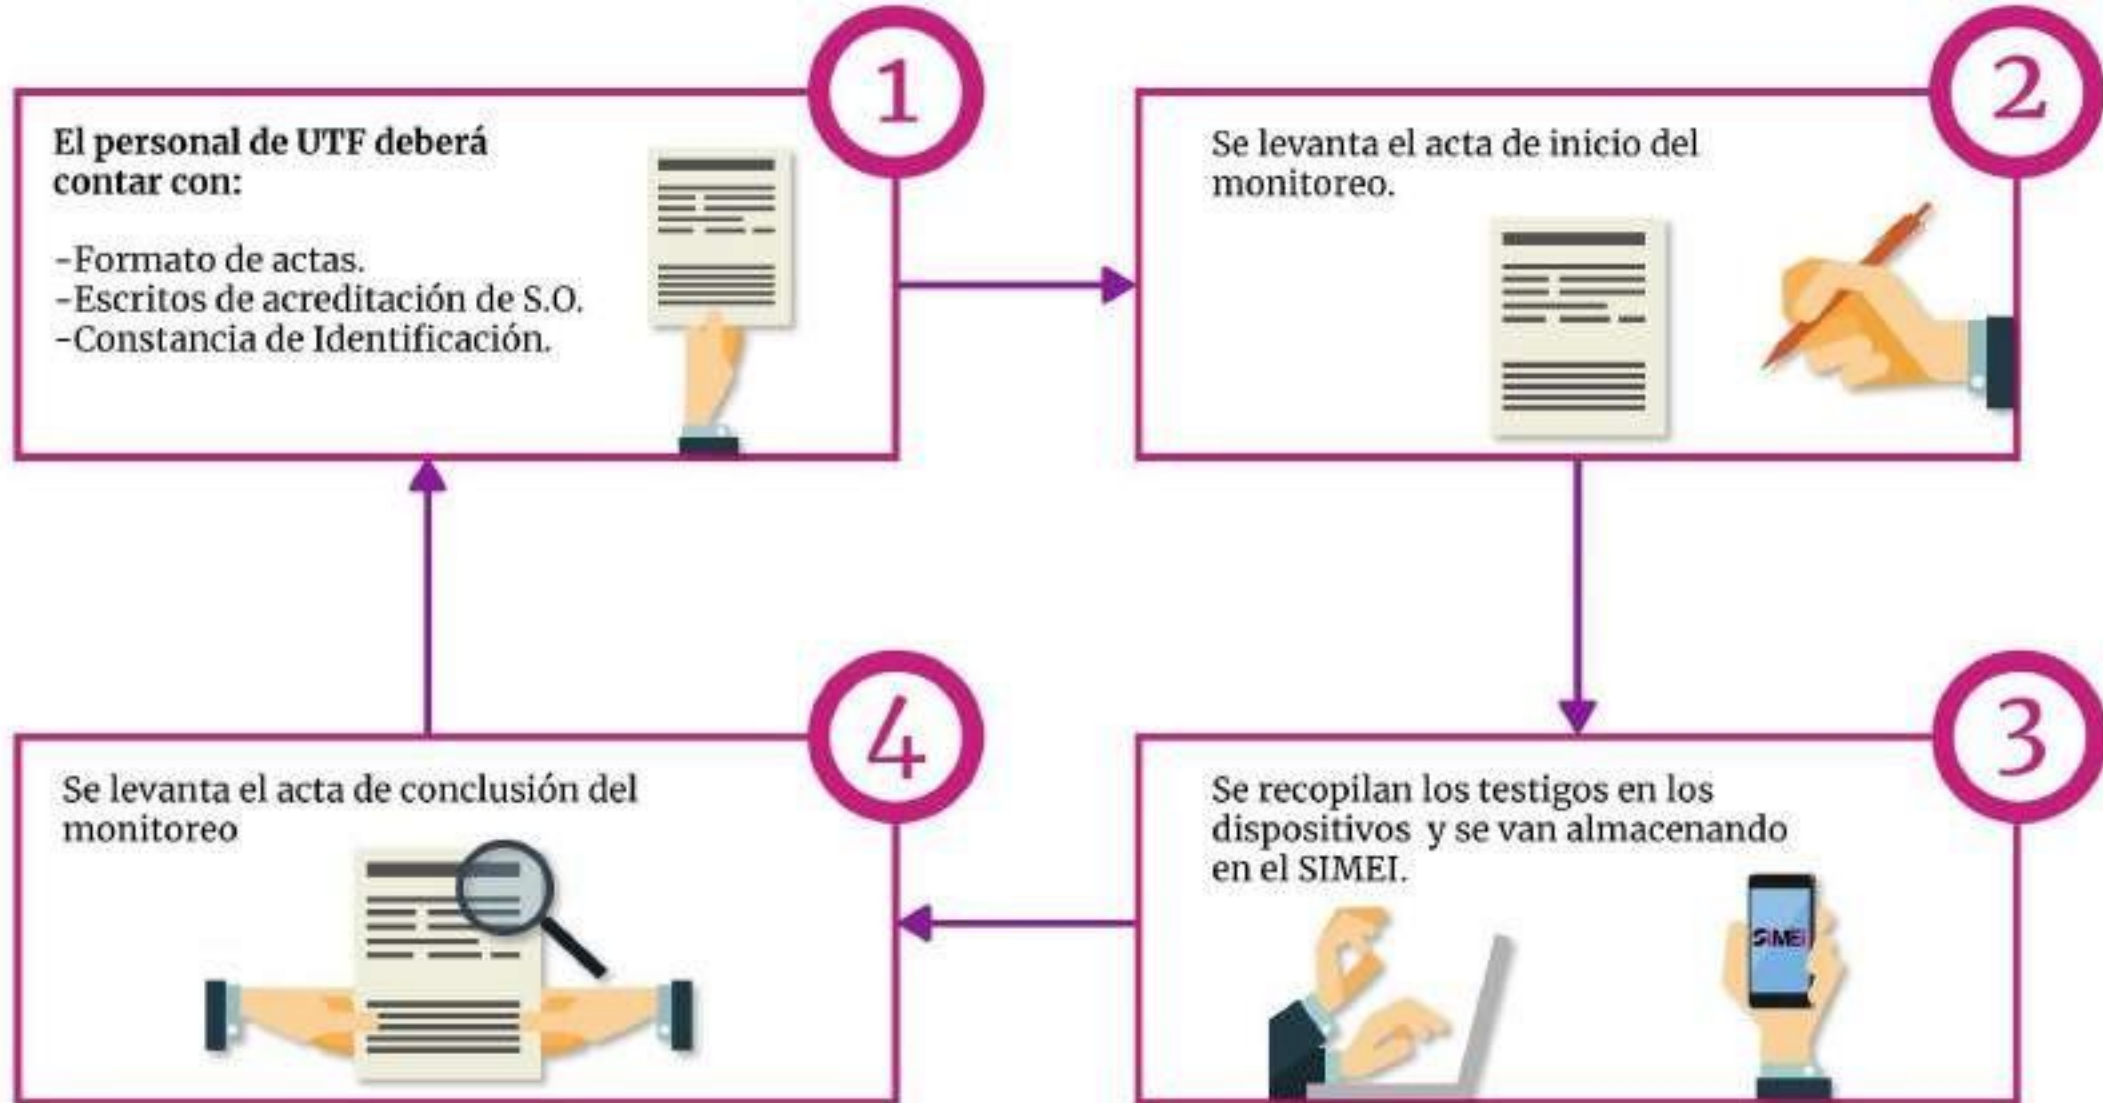 1
El personal de UTF deberá
contar con:
-Formato de actas.
-Escritos de acreditación de S.O.
-Constancia de Identificación.
2
Se levanta el acta de inicio del
monitoreo.
3
Se recopilan los testigos en los
dispositivos y se van almacenando
en el SIMEI.
SIMEI
4
Se levanta el acta de conclusión del
monitoreo